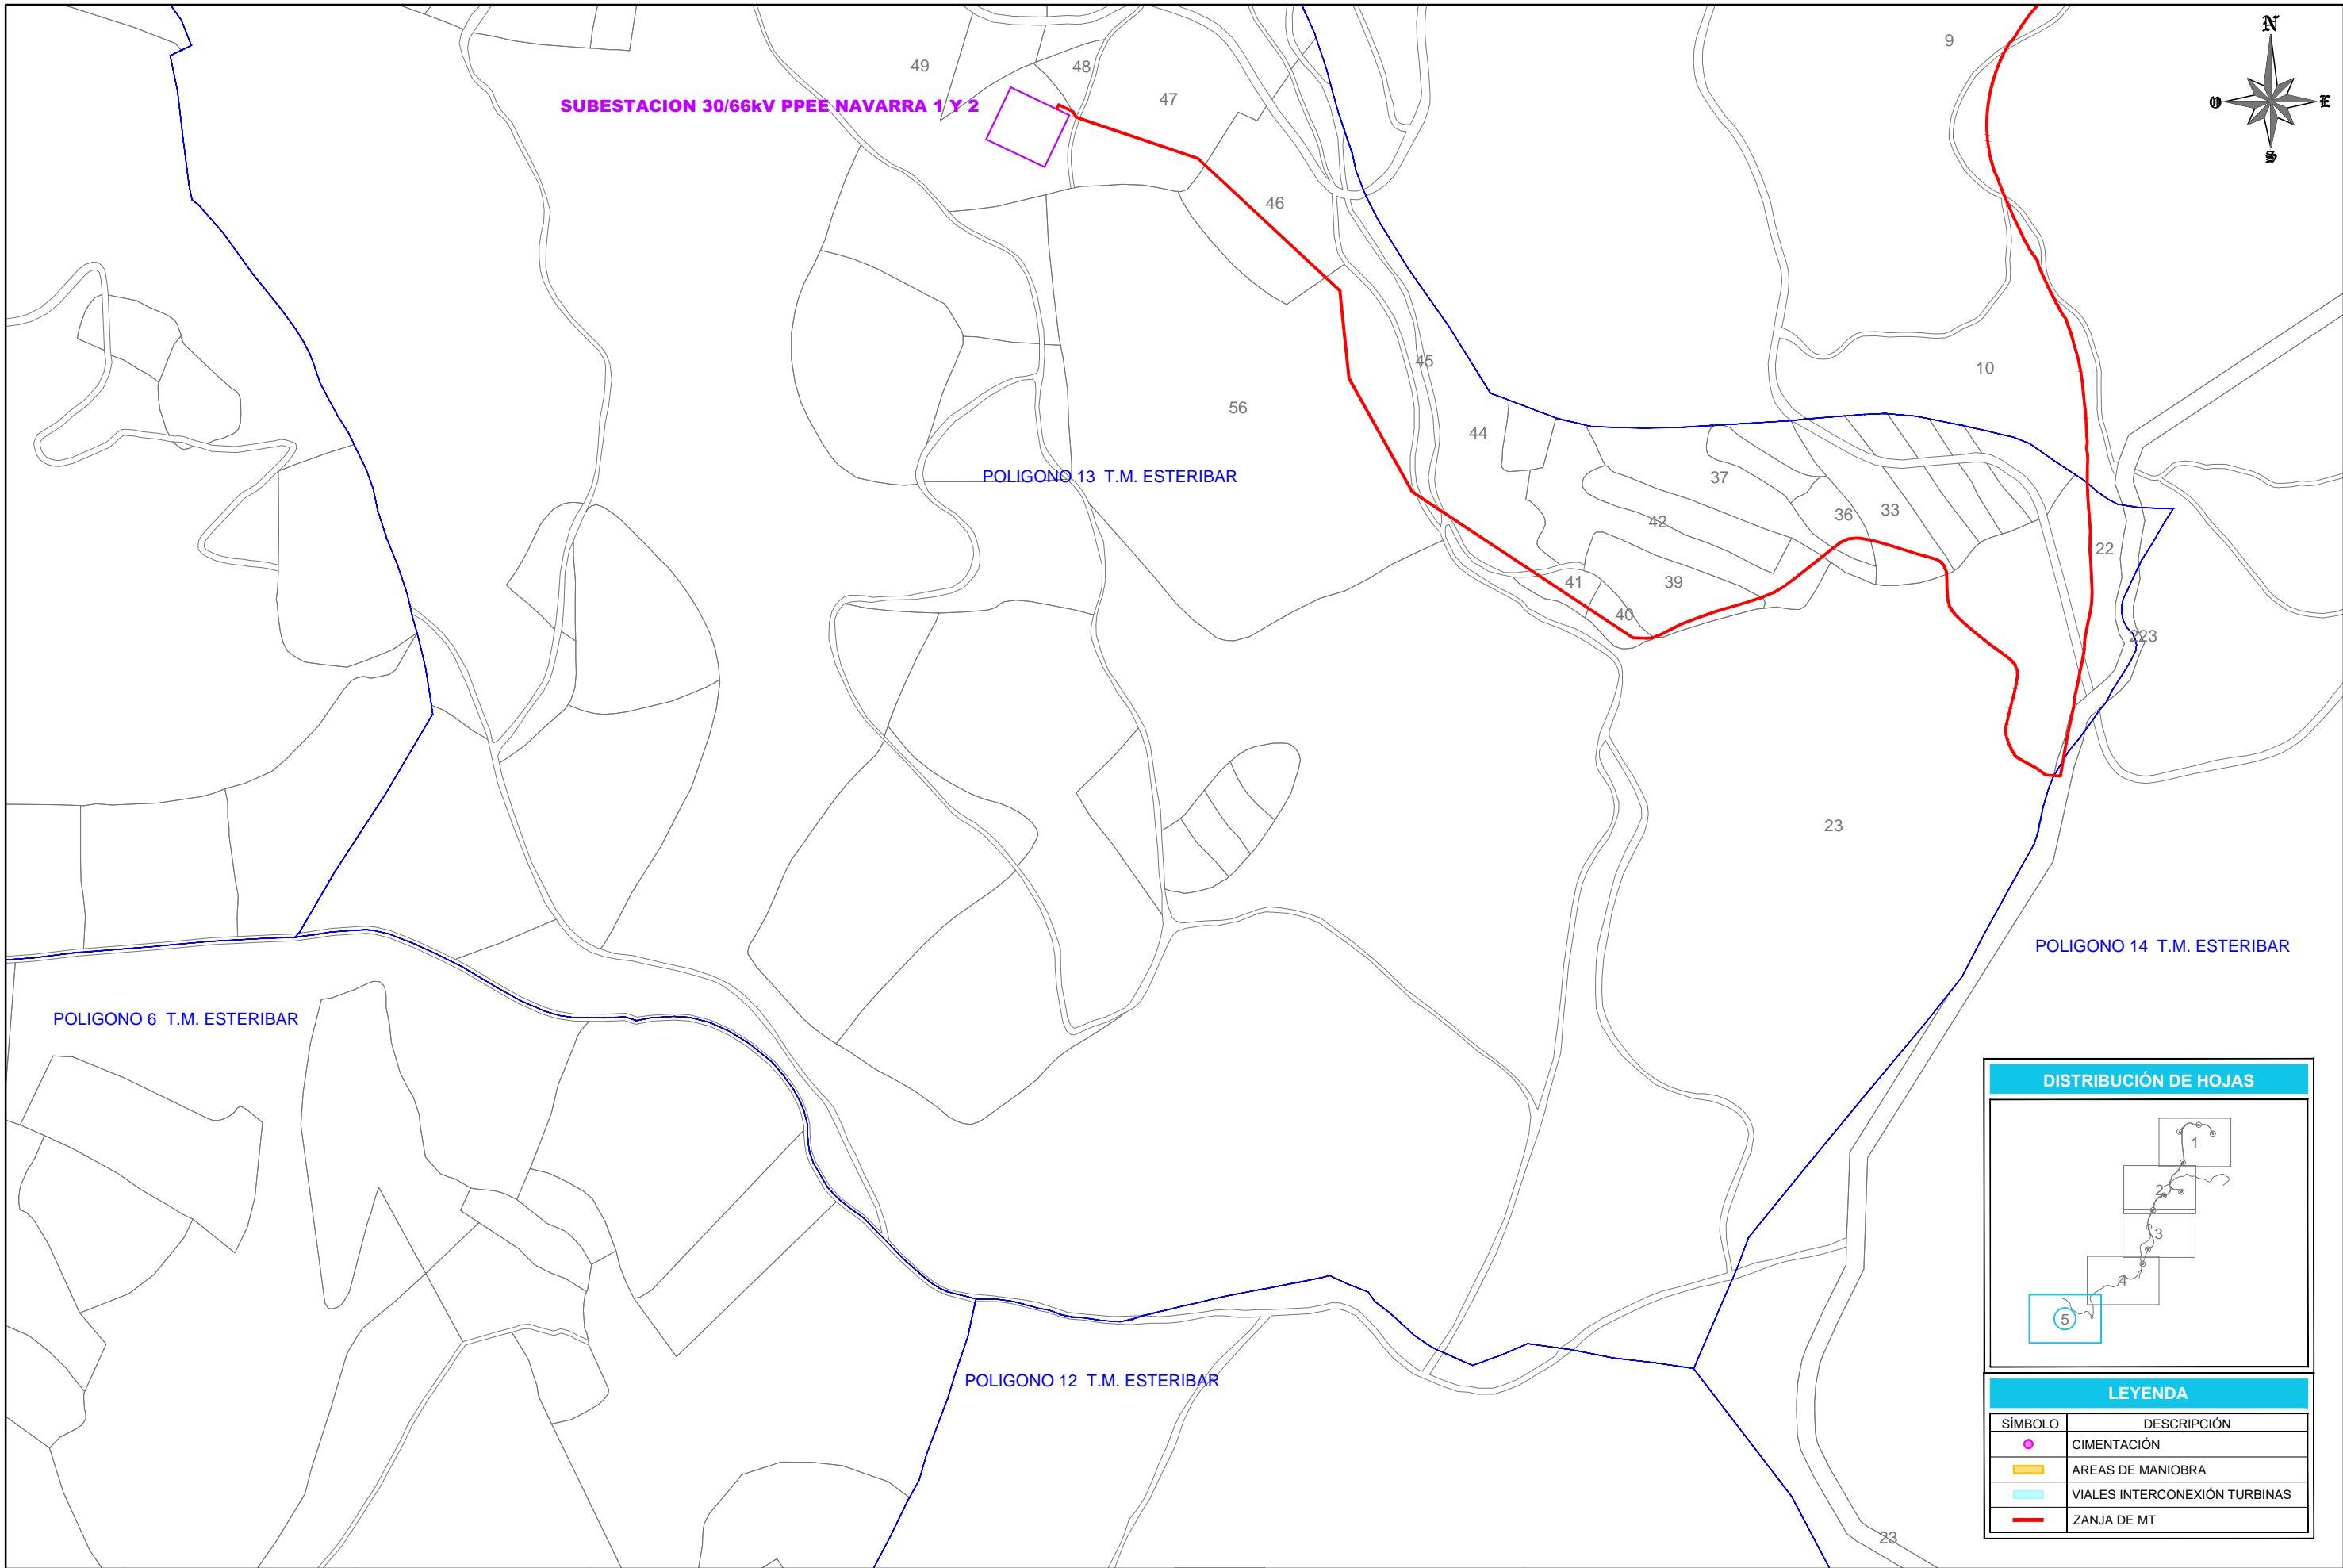 N
O
E
S
9
49
48
47
SUBESTACION 30/66kV PPEE NAVARRA 1 Y 2
46
45
10
56
44
POLIGONO 13 T.M. ESTERIBAR
37
36
33
42
22
41
39
40
223
23
POLIGONO 14 T.M. ESTERIBAR
POLIGONO 6 T.M. ESTERIBAR
POLIGONO 12 T.M. ESTERIBAR
23
DISTRIBUCIÓN DE HOJAS
1
2
3
4
5
LEYENDA
SÍMBOLO DESCRIPCIÓN
CIMENTACIÓN
AREAS DE MANIOBRA
VIALES INTERCONEXIÓN TURBINAS
ZANJA DE MT